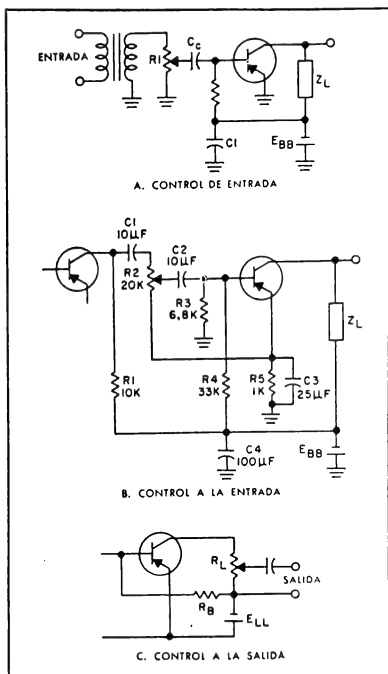 ENTRADA
R1
Cc
C1
ZL
EBB
A. CONTROL DE ENTRADA
C1
10µF
R2
20K
C2
10µF
R3
6,8K
R1
10K
R4
33K
R5
1K
C3
25µF
ZL
C4
100µF
EBB
B. CONTROL A LA ENTRADA
RL
SALIDA
RB
ELL
C. CONTROL A LA SALIDA